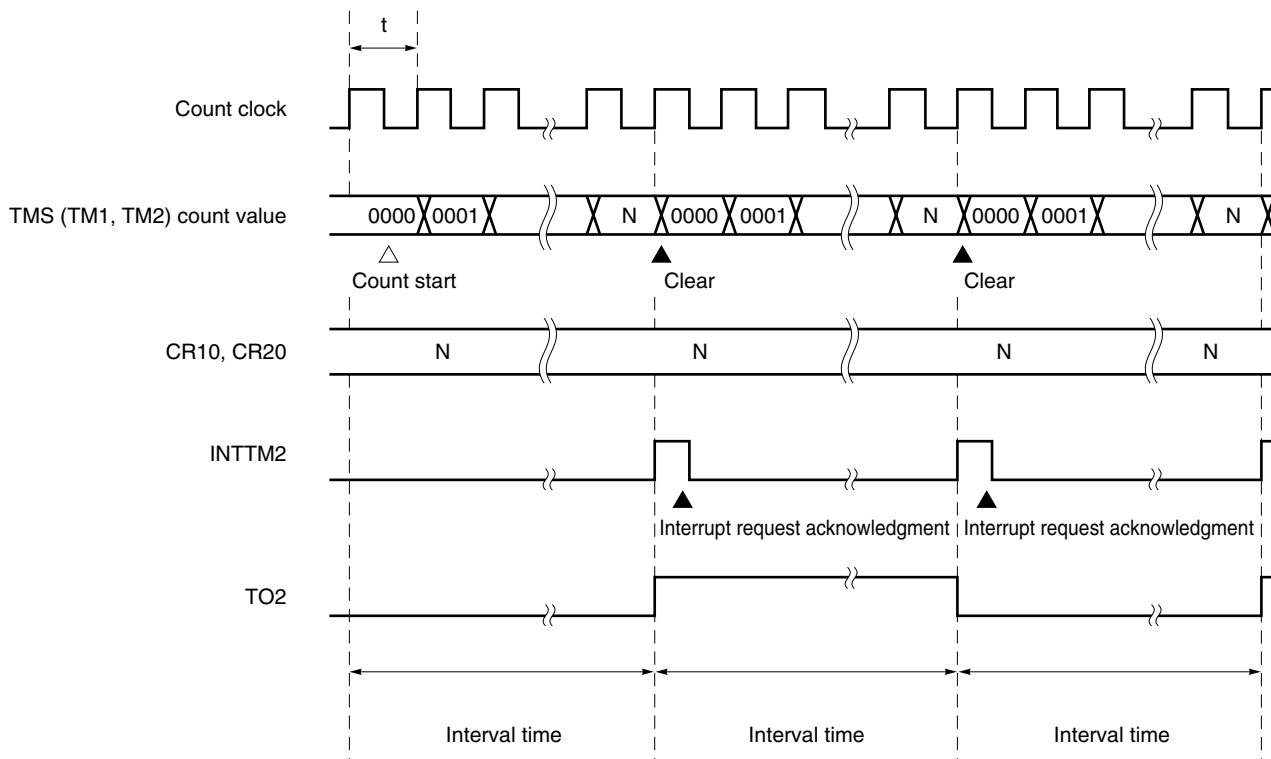 t
Count clock
TMS (TM1, TM2) count value
0000 0001 N 0000 0001 N 0000 0001 N
Count start Clear Clear
CR10, CR20 N N N N
INTTM2
Interrupt request acknowledgment Interrupt request acknowledgment
TO2
Interval time Interval time Interval time